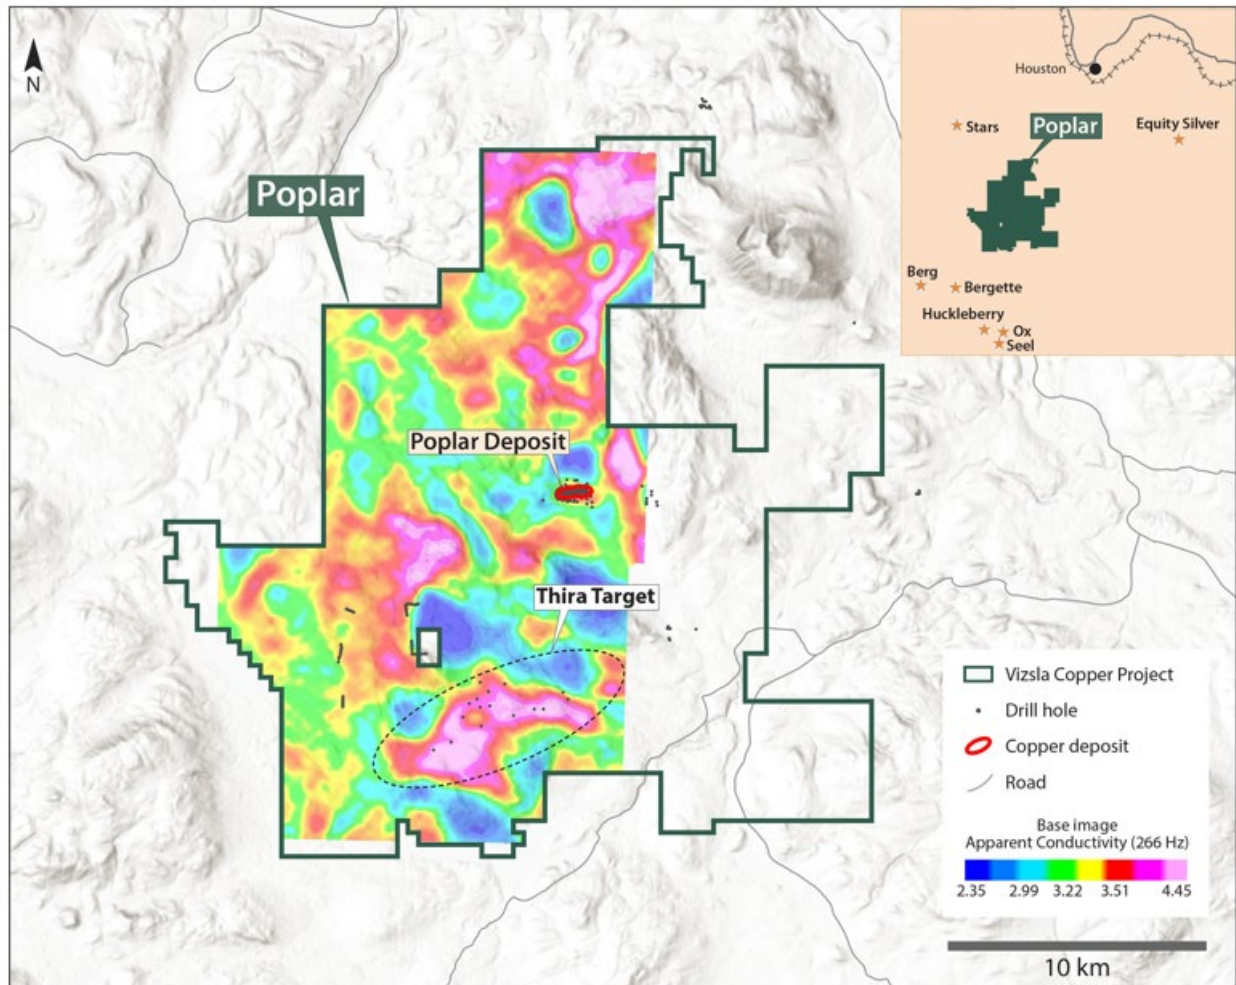 N
Houston
Stars
Poplar
Equity Silver
Berg
Bergette
Huckleberry
Ox
Seel
Poplar
Poplar Deposit
Thira Target
Vizsla Copper Project
Drill hole
Copper deposit
Road
Base image
Apparent Conductivity (266 Hz)
2.35 2.99 3.22 3.51 4.45
10 km